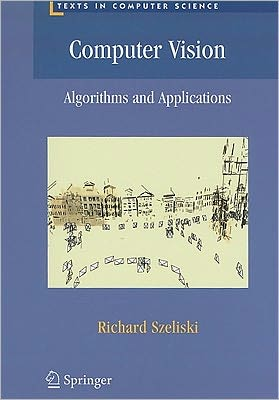 TEXTS IN COMPUTER SCIENCE
Computer Vision
Algorithms and Applications
Richard Szeliski
Springer